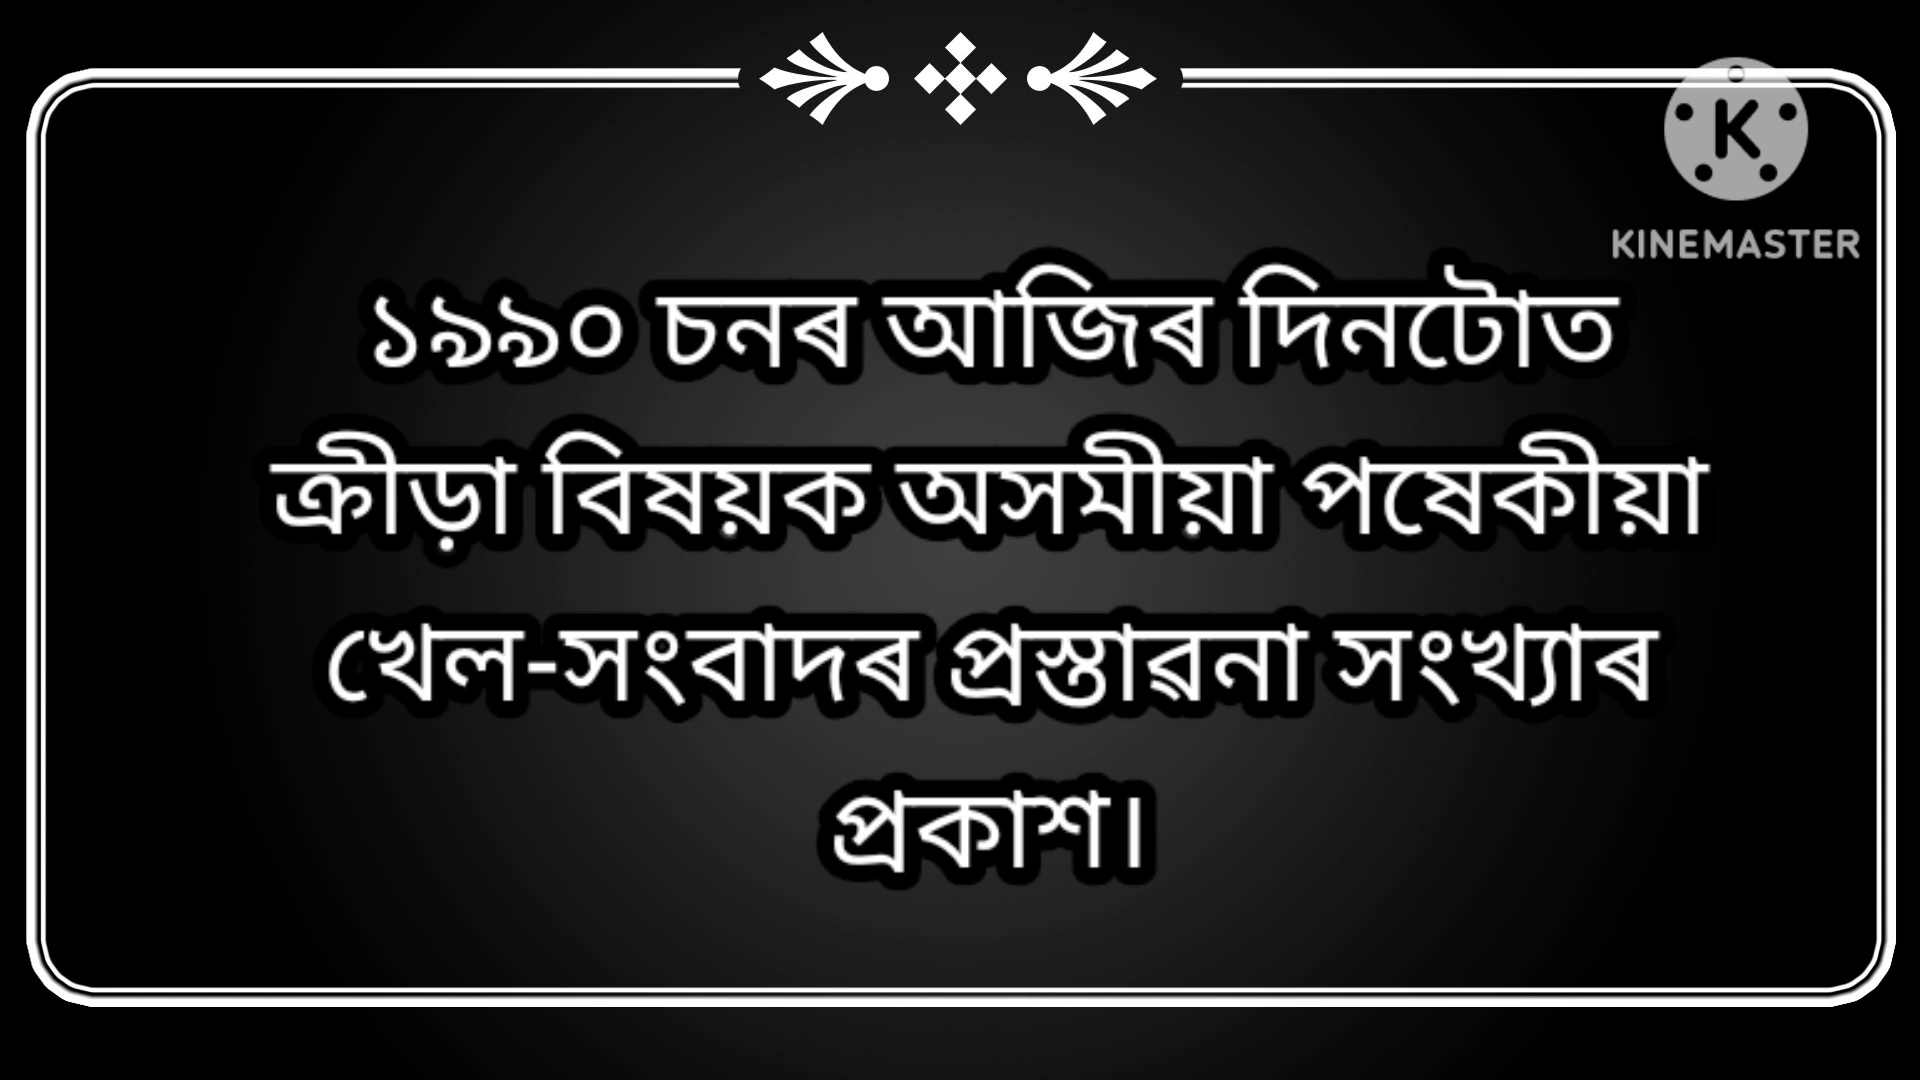 KINEMASTER
১৯৯০ চনৰ আজিৰ দিনটোত
ক্ৰীড়া বিষয়ক অসমীয়া পষেকীয়া
খেল-সংবাদৰ প্ৰস্তাৱনা সংখ্যাৰ
প্ৰকাশ।